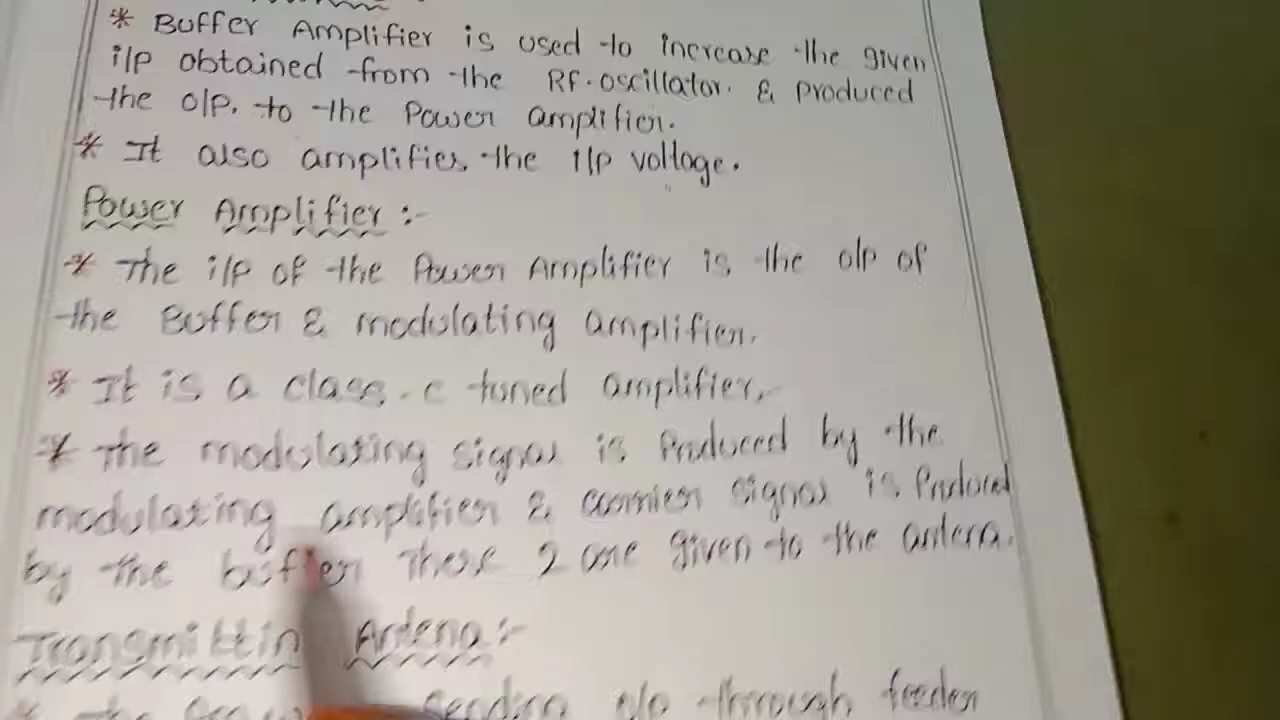 * Buffer Amplifier is used to increase the given
i/p obtained from the RF. oscillator. & produced
the o/p. to the Power amplifier.
* It also amplifies the i/p voltage.
Power Amplifier :-
* The i/p of the Power Amplifier is the o/p of
the Buffer & modulating amplifier.
* It is a class-c tuned amplifier.
* The modulating signal is Produced by the
modulating amplifier & carrier signal is Produced
by the buffer These 2 are given to the antena.
Transmittin Antena :-
* the through feeder